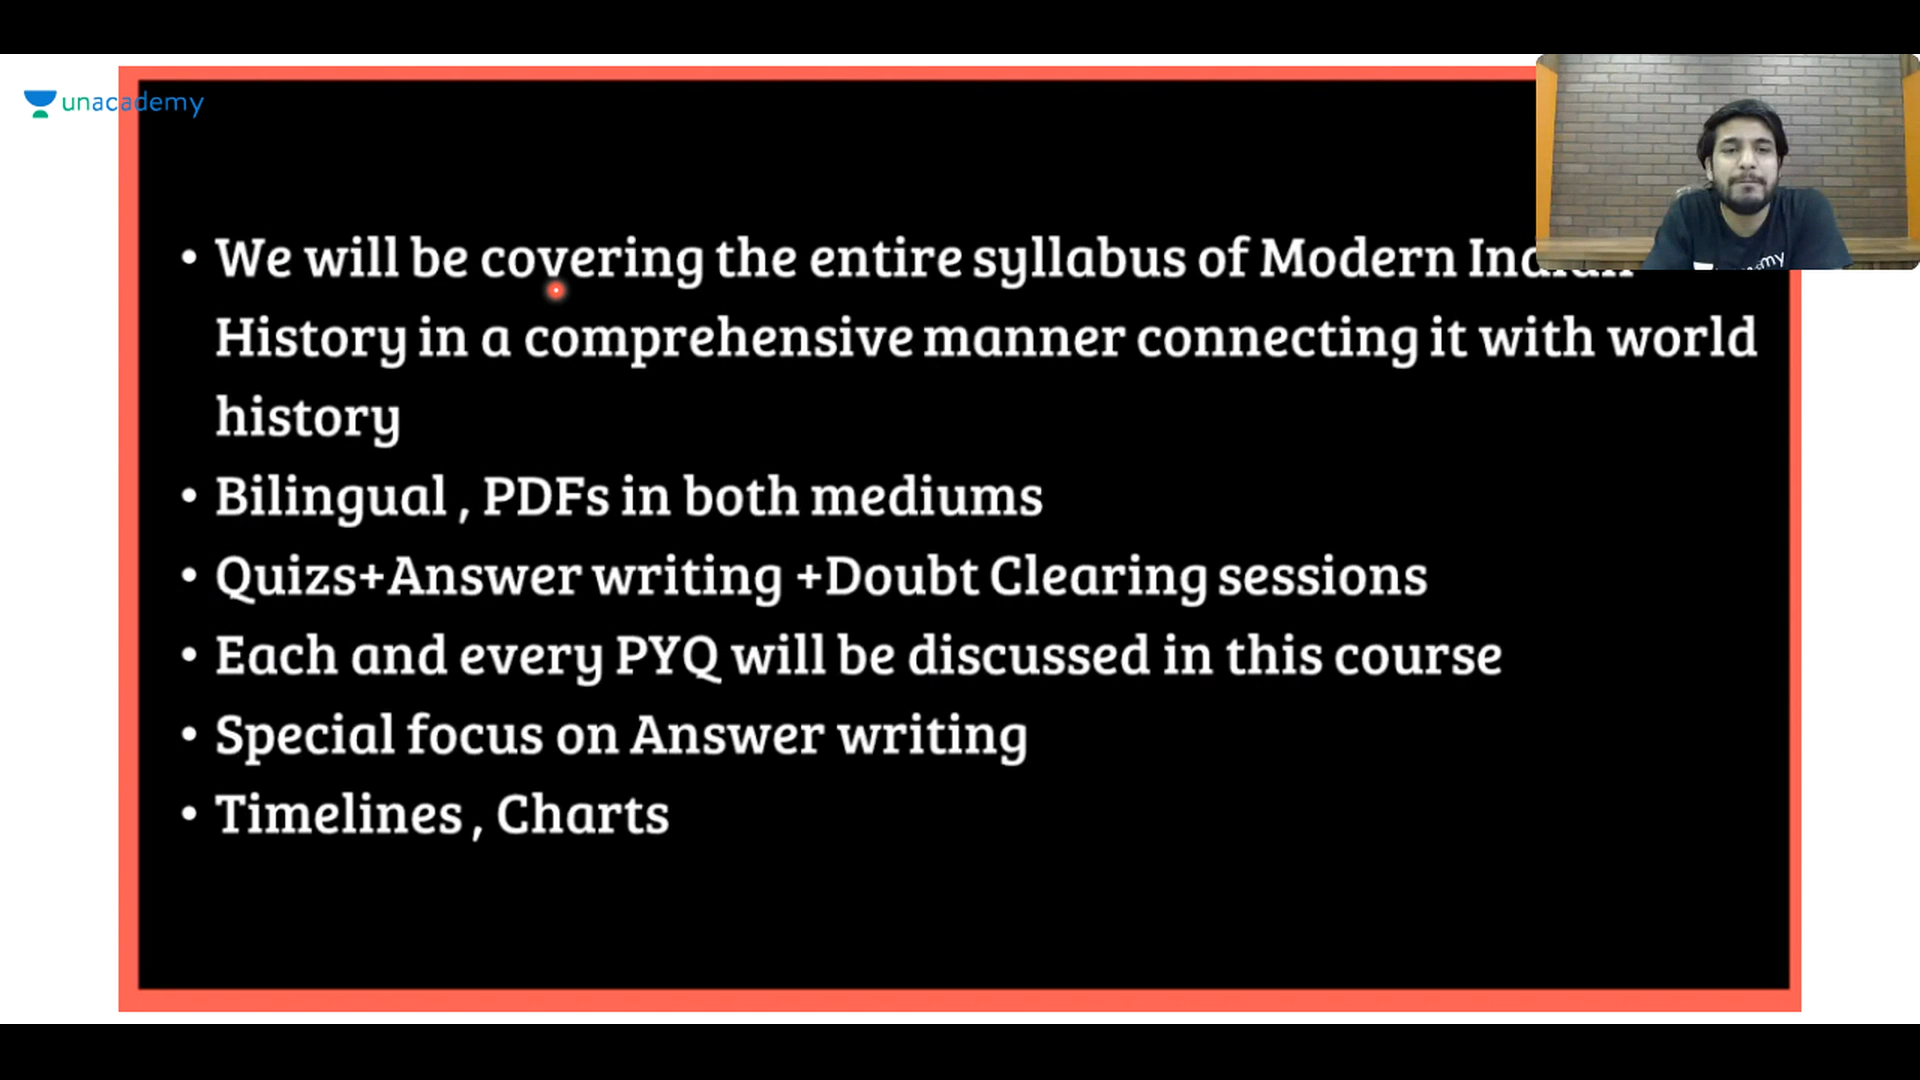 unacademy
• We will be covering the entire syllabus of Modern Indian
History in a comprehensive manner connecting it with world
history
• Bilingual , PDFs in both mediums
• Quizs+Answer writing +Doubt Clearing sessions
• Each and every PYQ will be discussed in this course
• Special focus on Answer writing
• Timelines , Charts